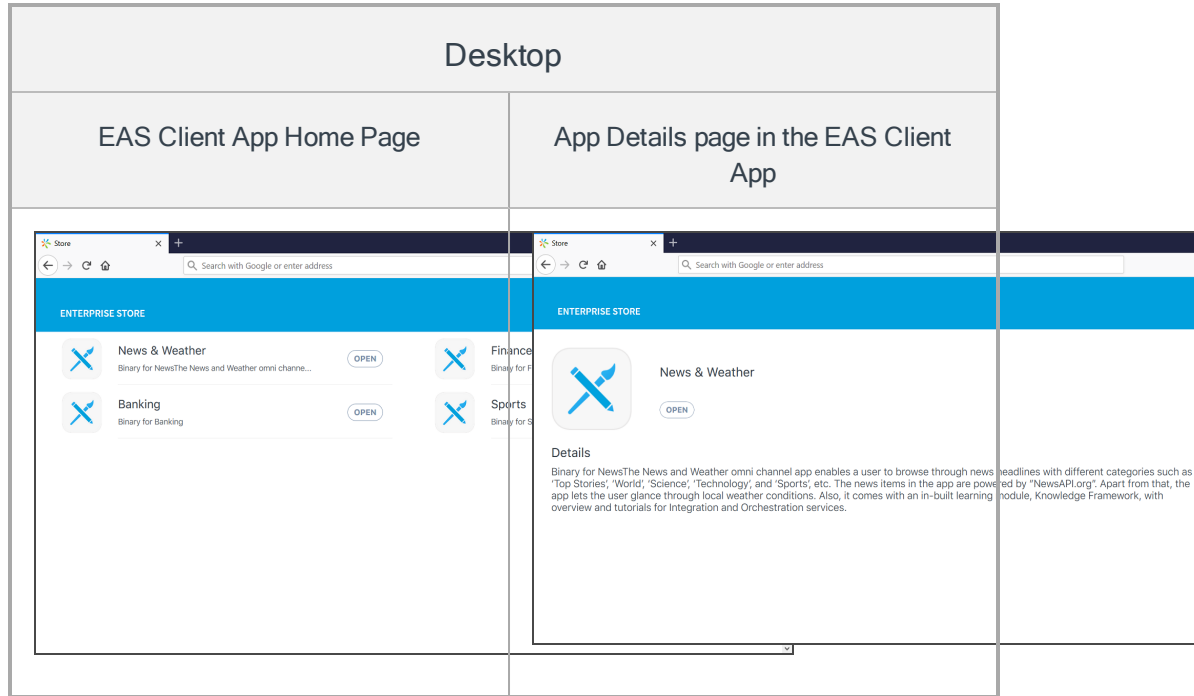 Desktop
EAS Client App Home Page
App Details page in the EAS Client
App
Store
Search with Google or enter address
ENTERPRISE STORE
News & Weather
Binary for NewsThe News and Weather omni channe...
OPEN
Finance
Binary for F
Banking
Binary for Banking
OPEN
Sports
Binary for S
Store
Search with Google or enter address
ENTERPRISE STORE
News & Weather
OPEN
Details
Binary for NewsThe News and Weather omni channel app enables a user to browse through news headlines with different categories such as
'Top Stories', 'World', 'Science', 'Technology', and 'Sports', etc. The news items in the app are powered by "NewsAPI.org". Apart from that, the
app lets the user glance through local weather conditions. Also, it comes with an in-built learning module, Knowledge Framework, with
overview and tutorials for Integration and Orchestration services.